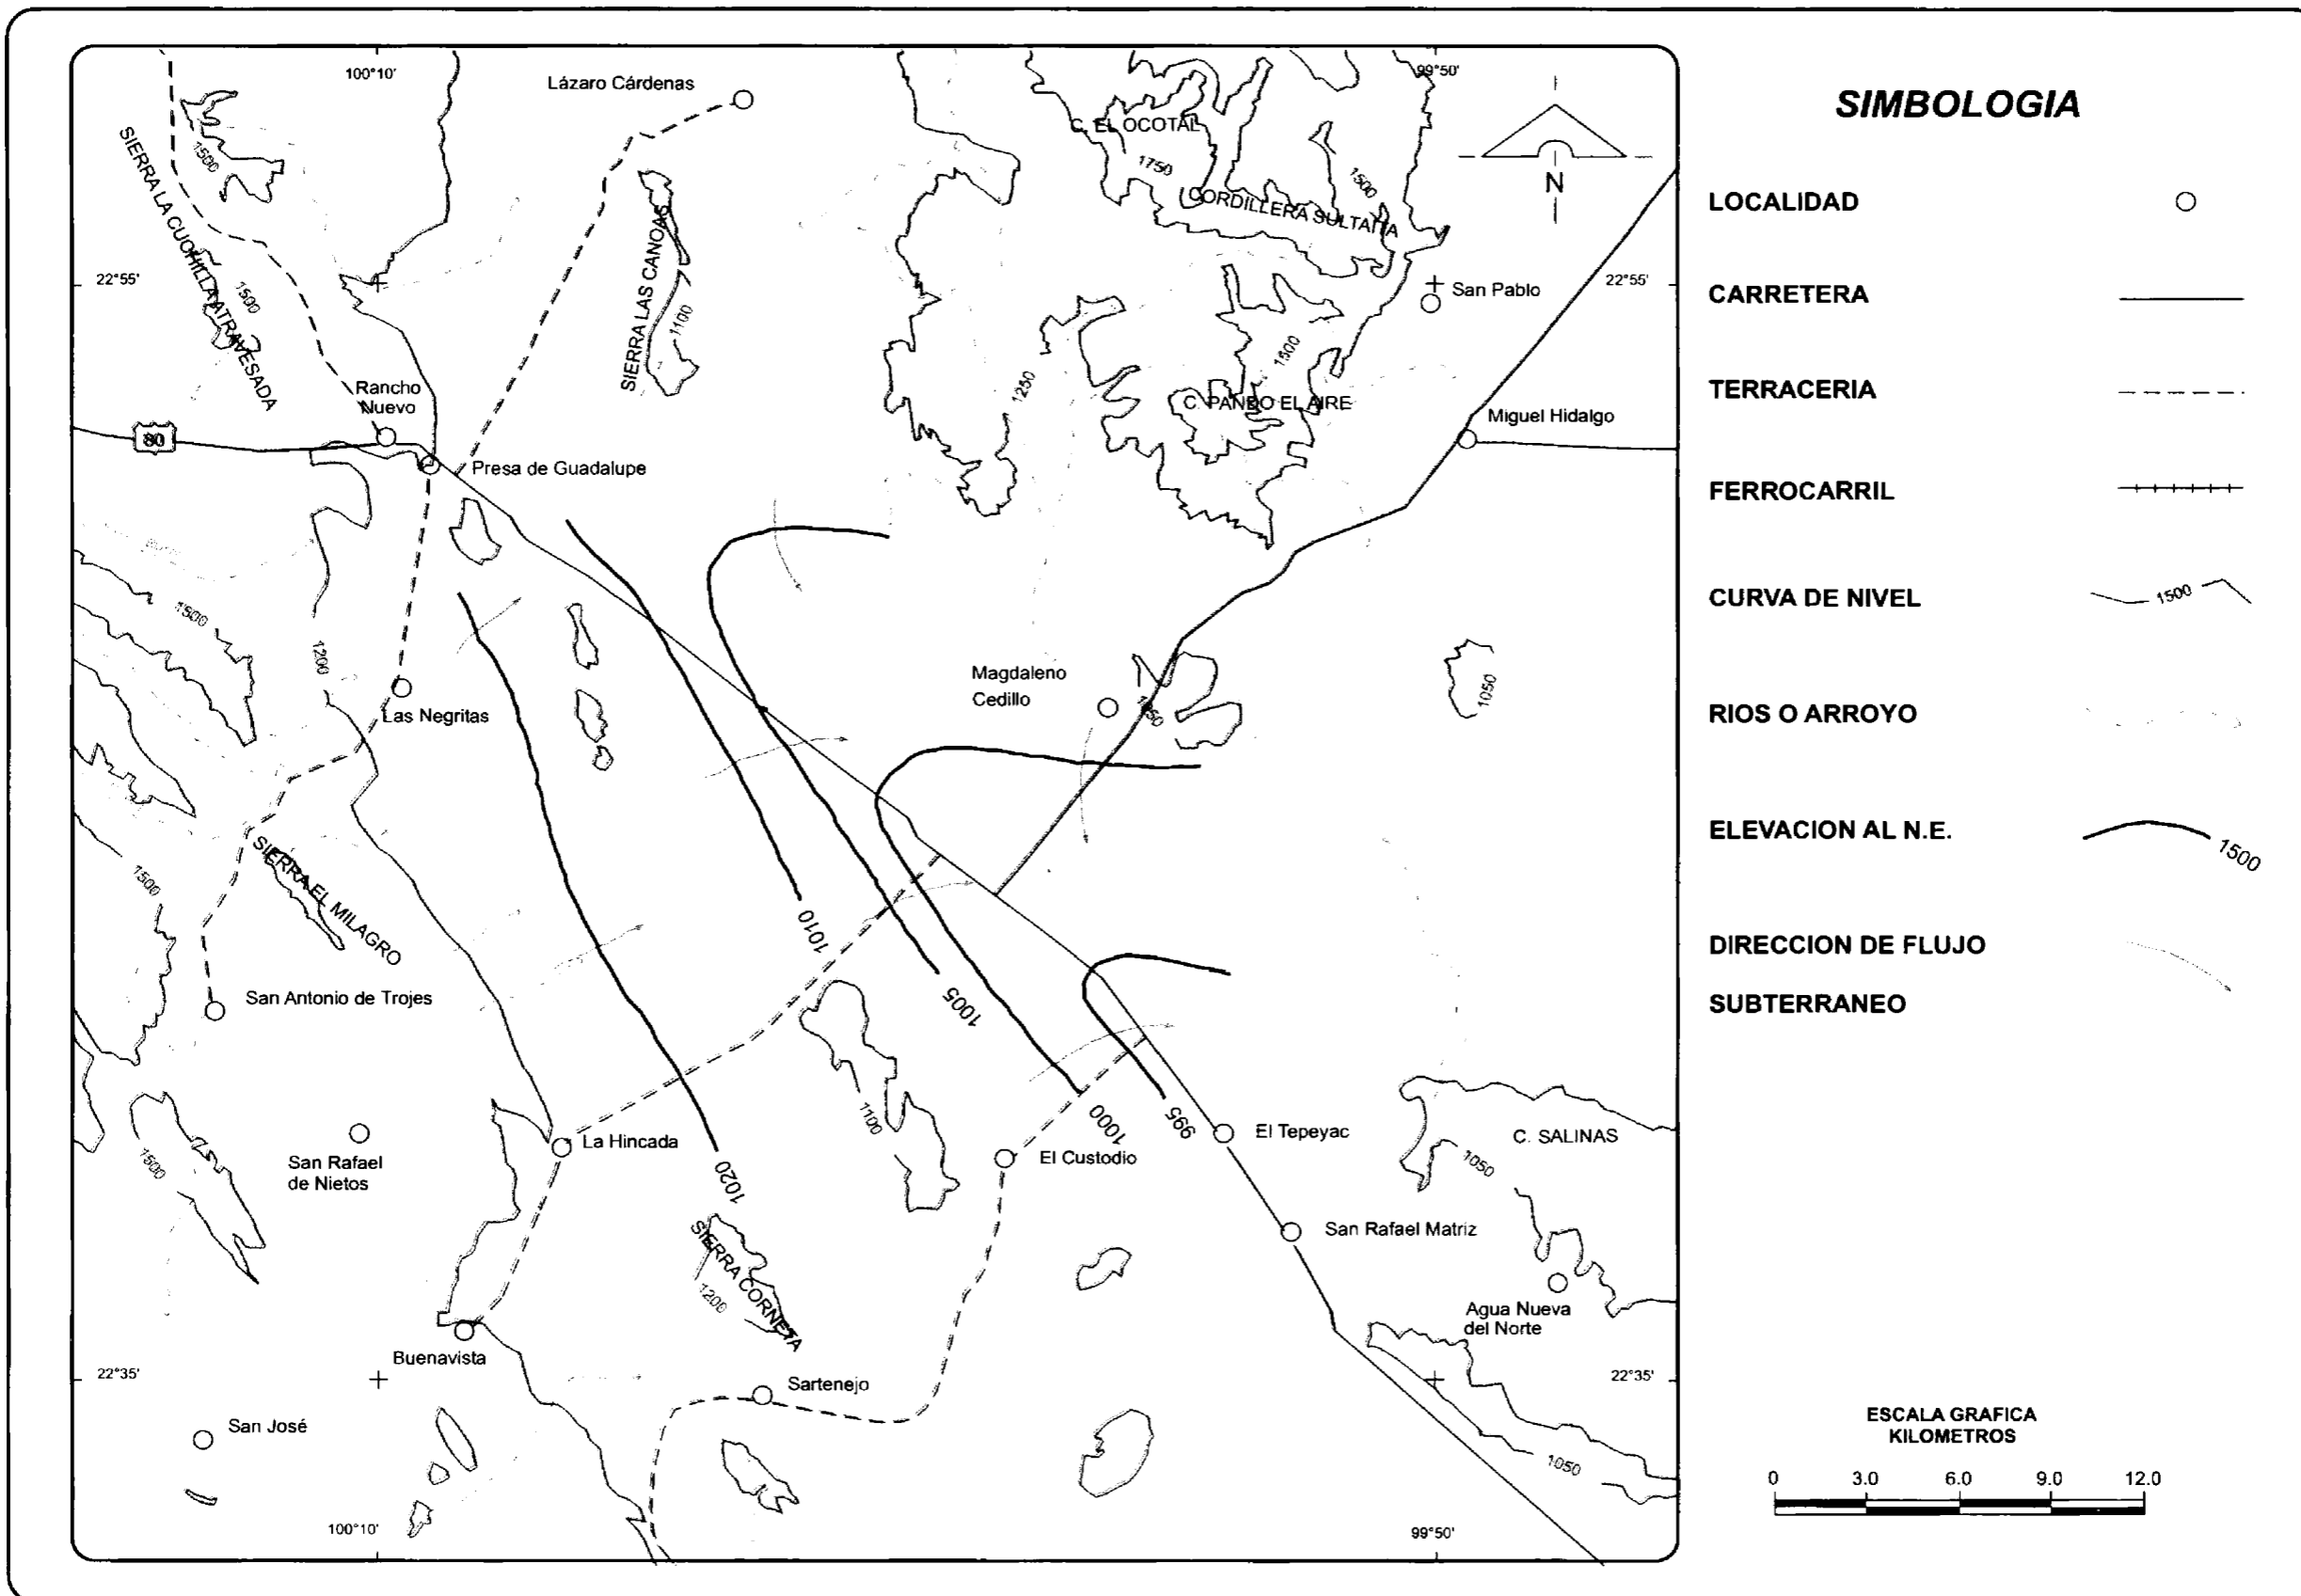 100°10'
Lázaro Cárdenas
99°50'
C. EL OCOTAL
1750
1500
CORDILLERA SULTANA
N
SIERRA LA CUCHILLA ATRAVESADA
1500
1500
22°55'
SIERRA LAS CANOAS
1100
San Pablo
22°55'
Rancho
Nuevo
1250
1500
C. PANDO EL AIRE
Miguel Hidalgo
80
Presa de Guadalupe
1500
1200
Las Negritas
Magdaleno
Cedillo
1050
1050
1500
SIERRA EL MILAGRO
1010
1005
San Antonio de Trojes
1100
1000
995
El Tepeyac
La Hincada
El Custodio
1020
San Rafael
de Nietos
1500
C. SALINAS
1050
San Rafael Matriz
SIERRA CORNETA
1200
Agua Nueva
del Norte
Buenavista
22°35'
Sartenejo
22°35'
San José
1050
100°10'
99°50'
SIMBOLOGIA
LOCALIDAD
CARRETERA
TERRACERIA
FERROCARRIL
CURVA DE NIVEL
1500
RIOS O ARROYO
ELEVACION AL N.E.
1500
DIRECCION DE FLUJO
SUBTERRANEO
ESCALA GRAFICA
KILOMETROS
0 3.0 6.0 9.0 12.0